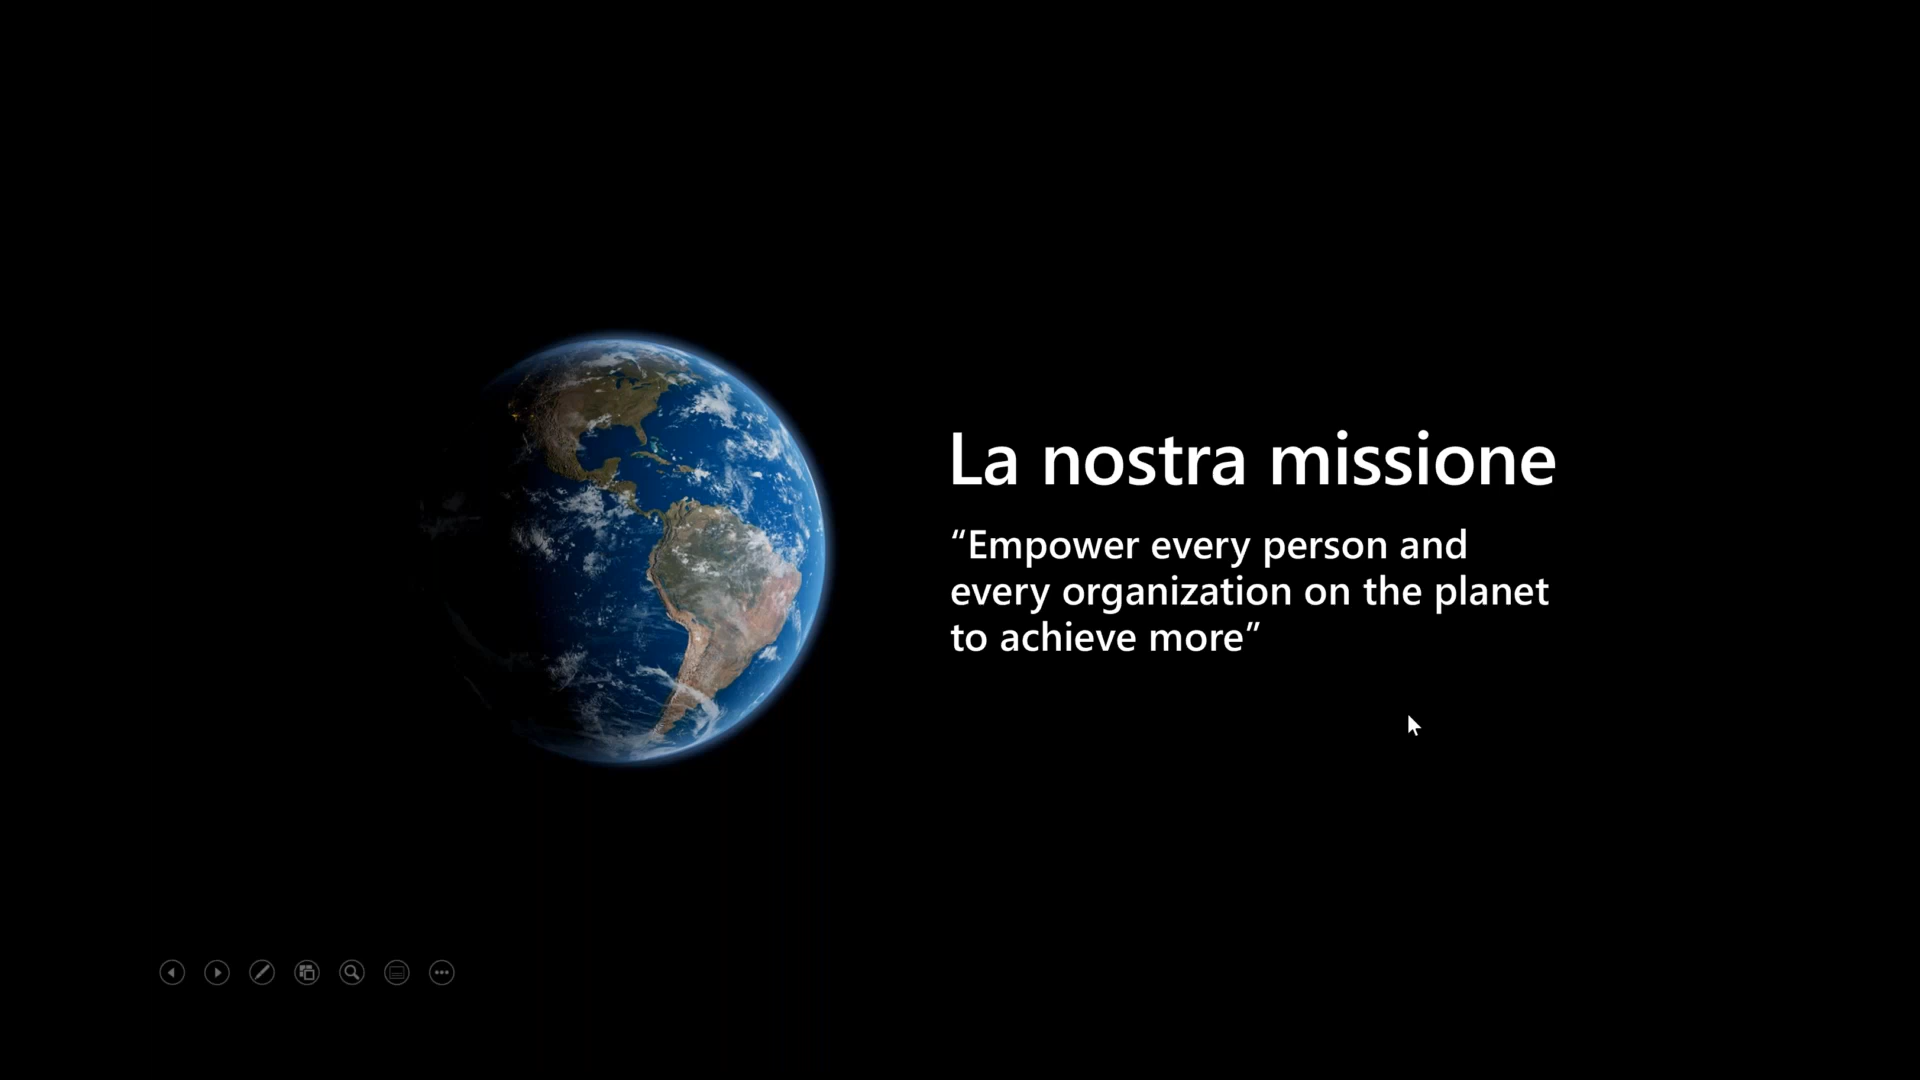 La nostra missione
“Empower every person and
every organization on the planet
to achieve more”